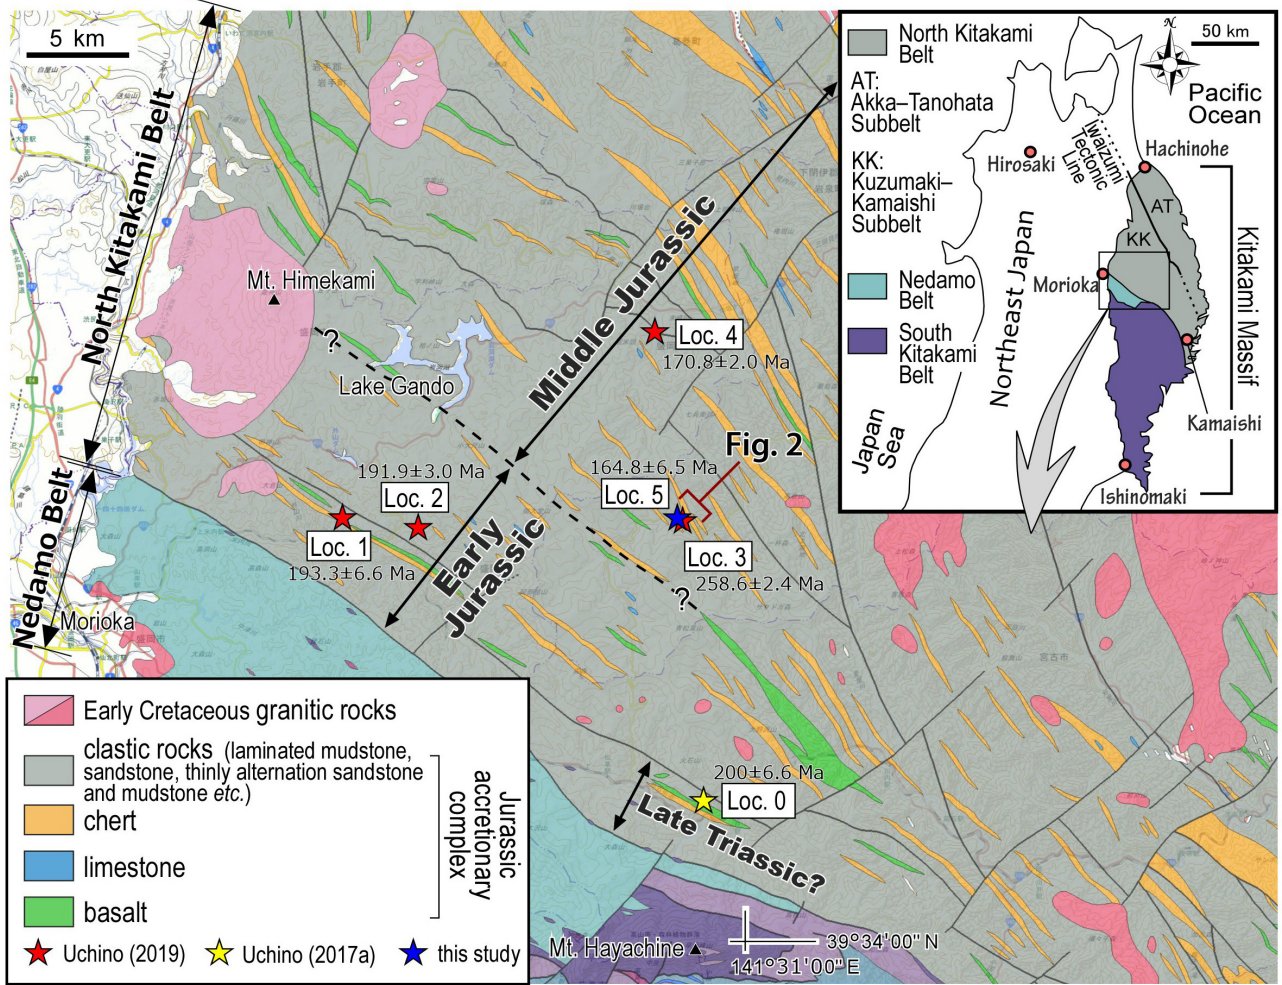 5 km
North Kitakami Belt
Nedamo Belt
Morioka
Mt. Himekami
?
Lake Gando
Middle Jurassic
Loc. 4
170.8±2.0 Ma
Fig. 2
191.9±3.0 Ma
Loc. 2
Loc. 1
193.3±6.6 Ma
Early
Jurassic
164.8±6.5 Ma
Loc. 5
Loc. 3
258.6±2.4 Ma
?
宮古市
200±6.6 Ma
Loc. 0
Late Triassic?
Mt. Hayachine
39°34'00" N
141°31'00" E
North Kitakami
Belt
AT:
Akka–Tanohata
Subbelt
KK:
Kuzumaki–
Kamaishi
Subbelt
Nedamo
Belt
South
Kitakami
Belt
N
50 km
Pacific
Ocean
Hachinohe
Hirosaki
Iwaizumi
Tectonic
Line
AT
KK
Morioka
Northeast Japan
Japan
Sea
Kitakami Massif
Kamaishi
Ishinomaki
Early Cretaceous granitic rocks
clastic rocks (laminated mudstone,
sandstone, thinly alternation sandstone
and mudstone etc.)
chert
limestone
basalt
Jurassic
accretionary
complex
Uchino (2019)
Uchino (2017a)
this study